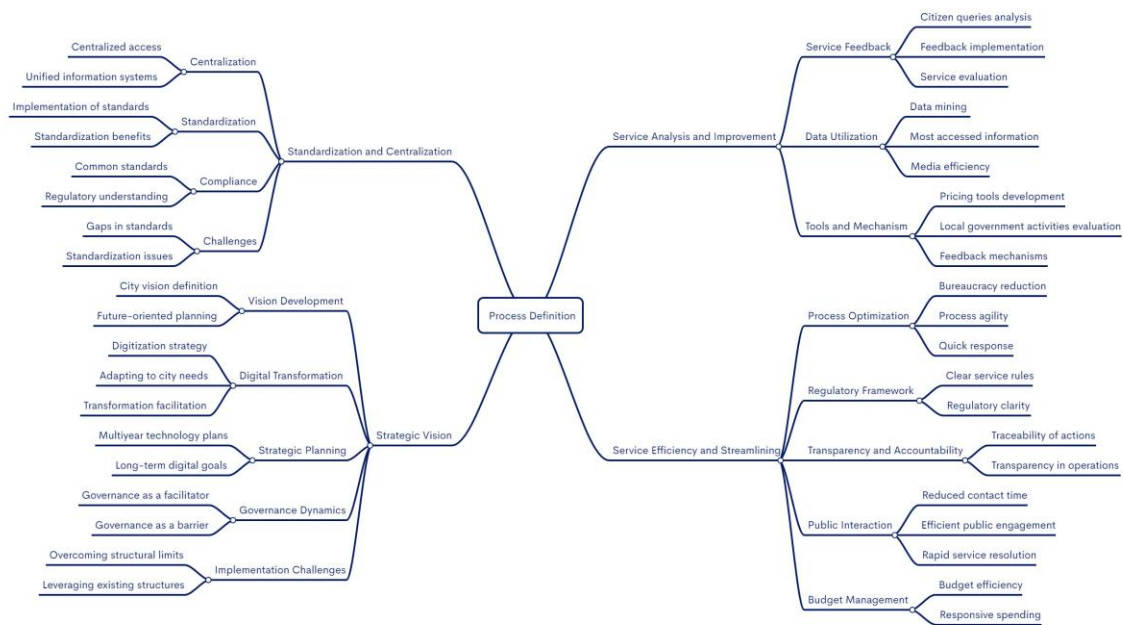 Process Definition
Standardization and Centralization
Centralization
Centralized access
Unified information systems
Standardization
Implementation of standards
Standardization benefits
Compliance
Common standards
Regulatory understanding
Challenges
Gaps in standards
Standardization issues
Strategic Vision
Vision Development
City vision definition
Future-oriented planning
Digital Transformation
Digitization strategy
Adapting to city needs
Transformation facilitation
Strategic Planning
Multiyear technology plans
Long-term digital goals
Governance Dynamics
Governance as a facilitator
Governance as a barrier
Implementation Challenges
Overcoming structural limits
Leveraging existing structures
Service Analysis and Improvement
Service Feedback
Citizen queries analysis
Feedback implementation
Service evaluation
Data Utilization
Data mining
Most accessed information
Media efficiency
Tools and Mechanism
Pricing tools development
Local government activities evaluation
Feedback mechanisms
Service Efficiency and Streamlining
Process Optimization
Bureaucracy reduction
Process agility
Quick response
Regulatory Framework
Clear service rules
Regulatory clarity
Transparency and Accountability
Traceability of actions
Transparency in operations
Public Interaction
Reduced contact time
Efficient public engagement
Rapid service resolution
Budget Management
Budget efficiency
Responsive spending